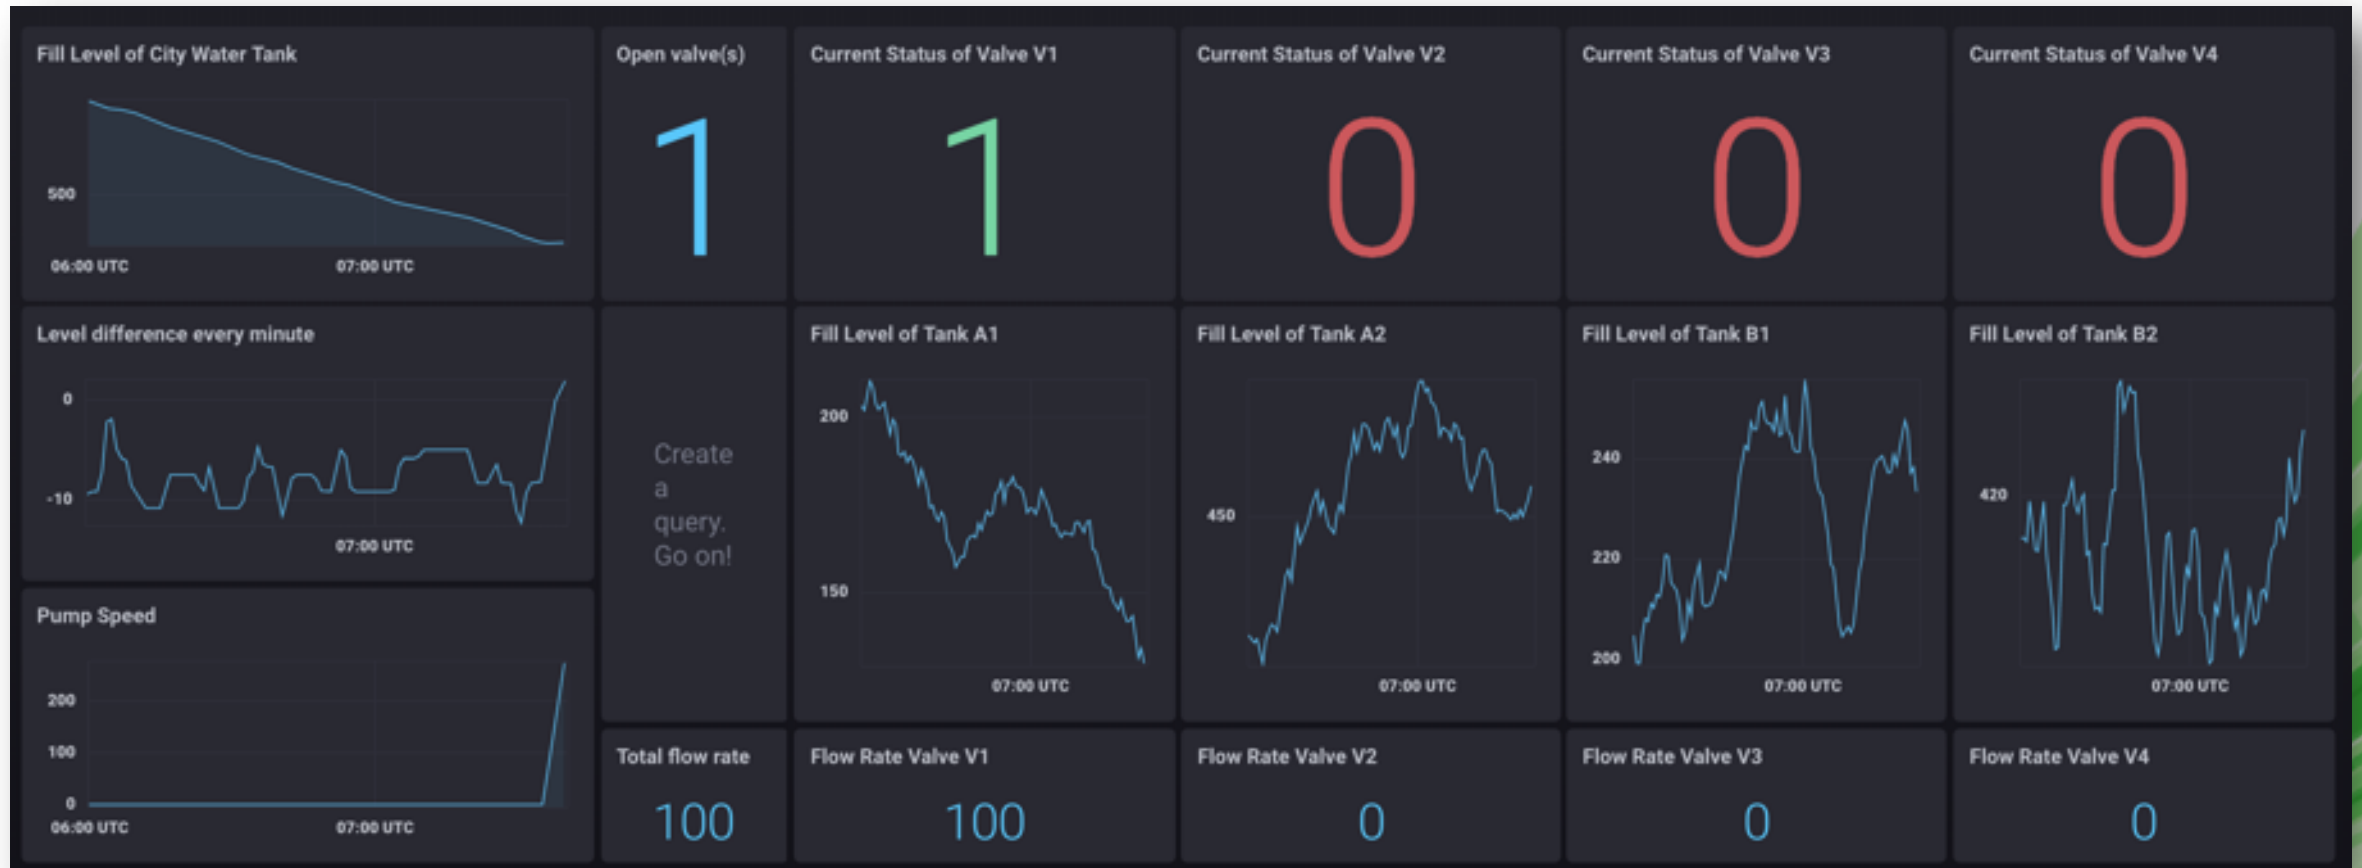 Fill Level of City Water Tank
500
06:00 UTC
07:00 UTC
Open valve(s)
1
Current Status of Valve V1
1
Current Status of Valve V2
0
Current Status of Valve V3
0
Current Status of Valve V4
0
Level difference every minute
0
-10
07:00 UTC
Create
a
query.
Go on!
Fill Level of Tank A1
200
150
07:00 UTC
Fill Level of Tank A2
450
07:00 UTC
Fill Level of Tank B1
240
220
200
07:00 UTC
Fill Level of Tank B2
420
07:00 UTC
Pump Speed
200
100
0
06:00 UTC
07:00 UTC
Total flow rate
100
Flow Rate Valve V1
100
Flow Rate Valve V2
0
Flow Rate Valve V3
0
Flow Rate Valve V4
0